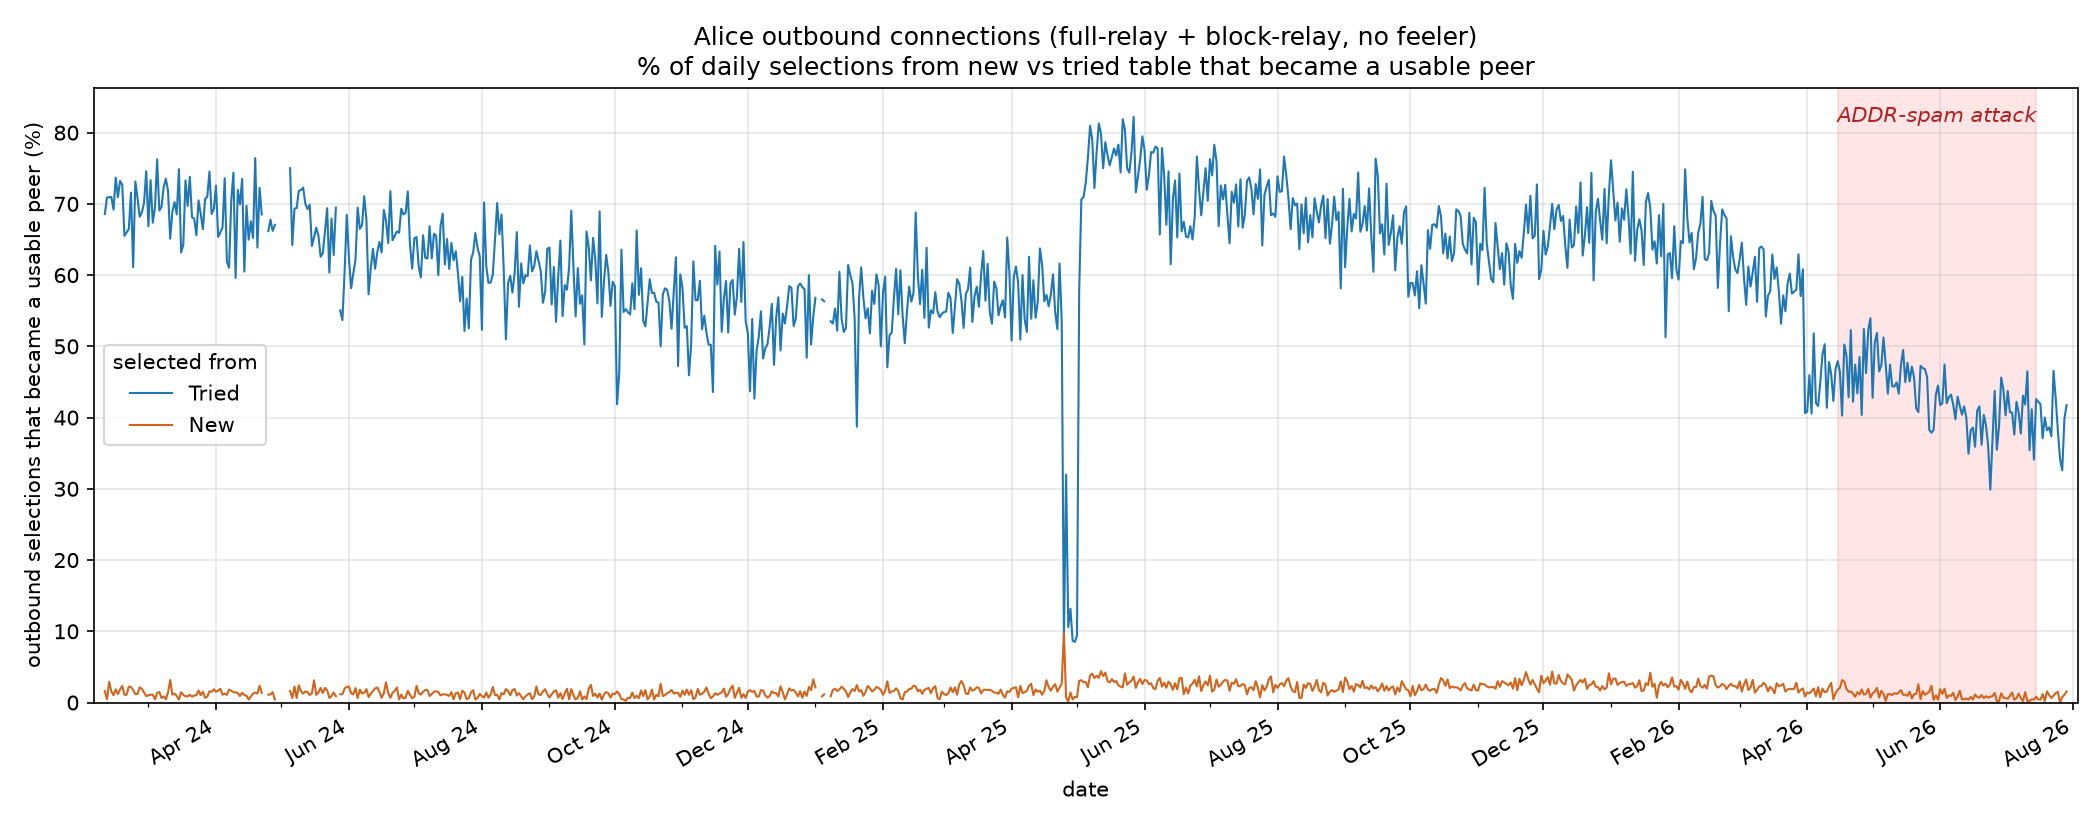 Alice outbound connections (full-relay + block-relay, no feeler)
% of daily selections from new vs tried table that became a usable peer
ADDR-spam attack
outbound selections that became a usable peer (%)
80
70
60
50
40
30
20
10
0
selected from
Tried
New
Apr 24
Jun 24
Aug 24
Oct 24
Dec 24
Feb 25
Apr 25
Jun 25
Aug 25
Oct 25
Dec 25
Feb 26
Apr 26
Jun 26
Aug 26
date